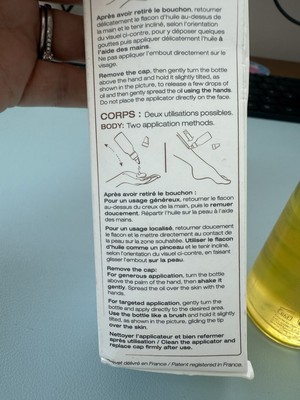 Après avoir retiré le bouchon, retourner
délicatement le flacon d'huile au-dessus de
la main et le tenir incliné, selon l'orientation
du visuel ci-contre, pour y déposer quelques
gouttes puis appliquer délicatement l'huile à
l'aide des mains.
Ne pas appliquer l'embout directement sur le
visage.
Remove the cap, then gently turn the bottle
above the hand and hold it slightly tilted, as
shown in the picture, to release a few drops of
oil and then gently spread the oil using the hands.
Do not place the applicator directly on the face.
CORPS : Deux utilisations possibles.
BODY: Two application methods.
Après avoir retiré le bouchon :
Pour un usage généreux, retourner le flacon
au-dessus du creux de la main, puis le remuer
doucement. Répartir l'huile sur la peau à l'aide
des mains.
Pour un usage localisé, retourner doucement
le flacon et le mettre directement au contact de
la peau sur la zone souhaitée. Utiliser le flacon
d'huile comme un pinceau et le tenir incliné,
selon l'orientation du visuel ci-contre, en faisant
glisser l'embout sur la peau.
Remove the cap:
For generous application, turn the bottle
above the palm of the hand, then shake it
gently. Spread the oil over the skin with the
hands.
For targeted application, gently turn the
bottle and apply directly to the desired area.
Use the bottle like a brush and hold it slightly
tilted, as shown in the picture, gliding the tip
over the skin.
Nettoyer l'applicateur et bien refermer
après utilisation / Clean the applicator and
replace cap firmly after use.
délivré en France / Patent registered in France.